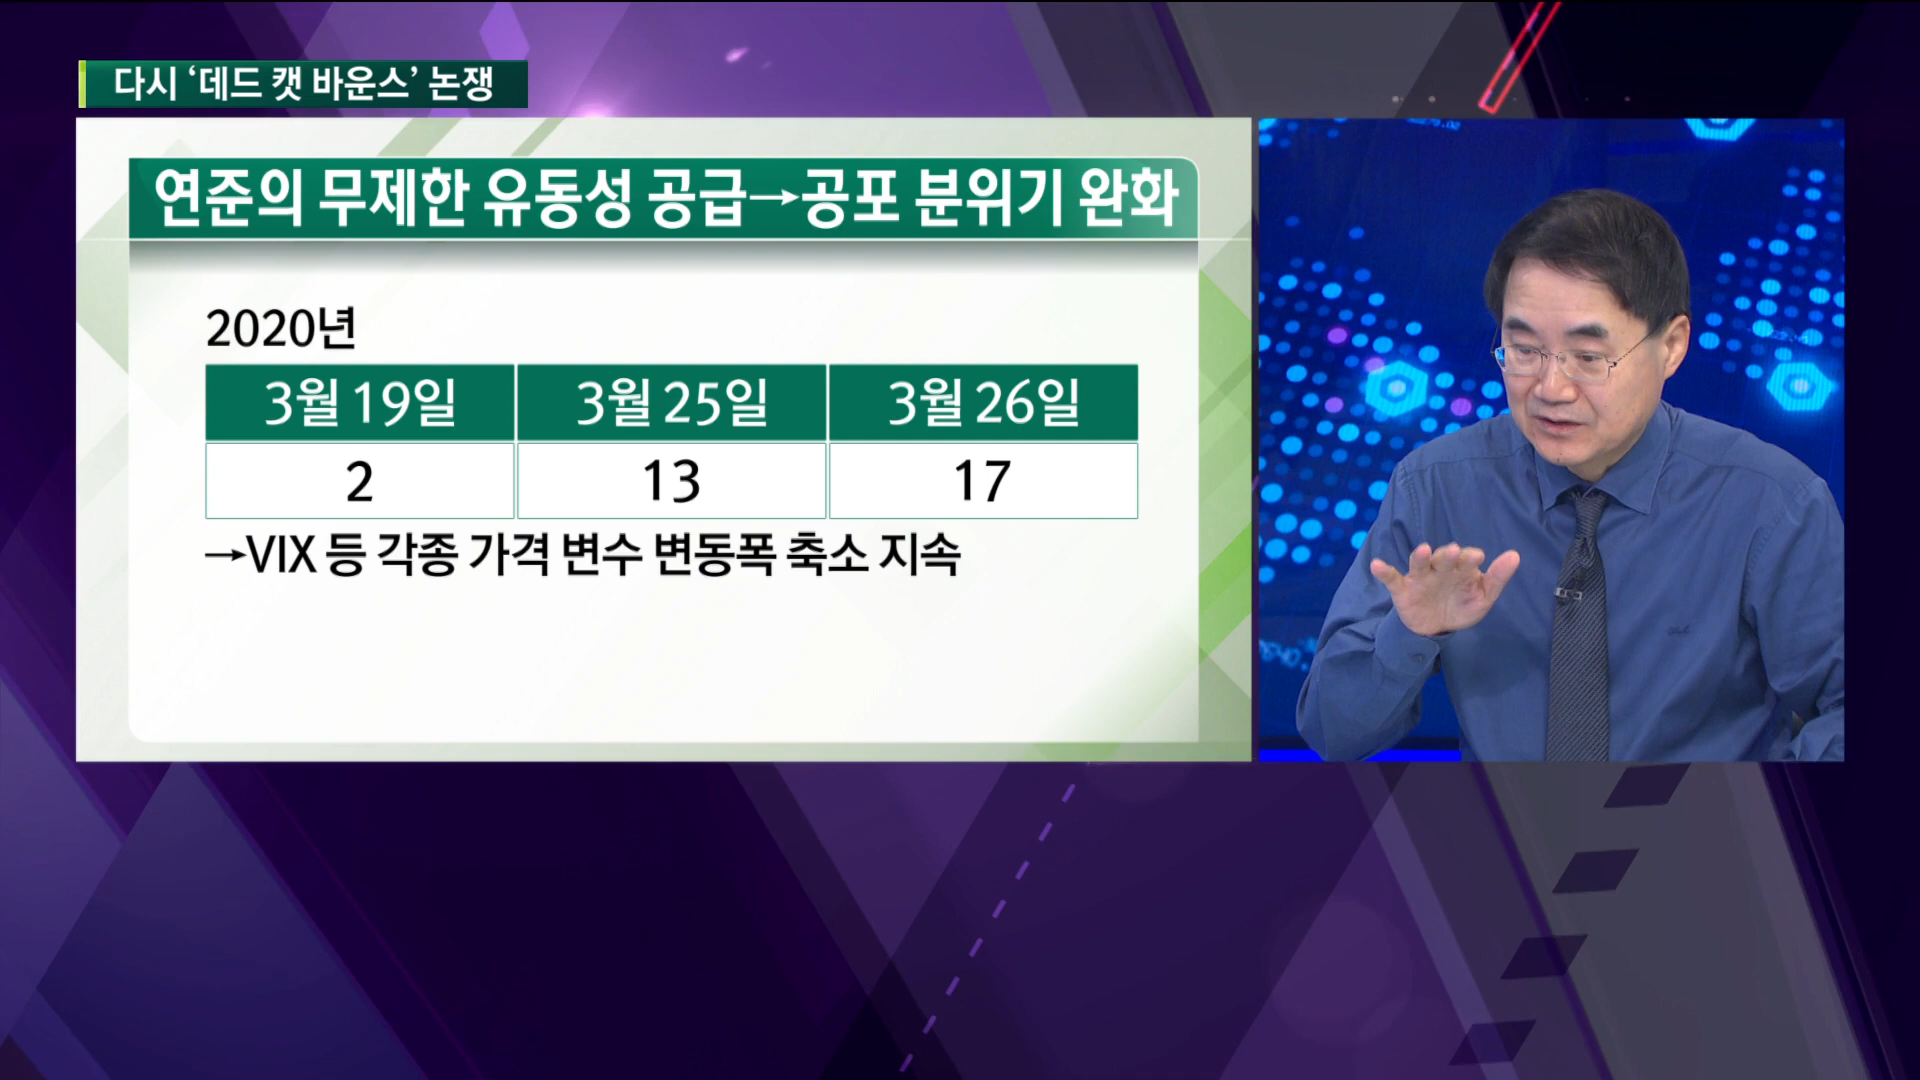 다시 ‘데드 캣 바운스’ 논쟁
연준의 무제한 유동성 공급→공포 분위기 완화
2020년
3월 19일 3월 25일 3월 26일
2 13 17
→VIX 등 각종 가격 변수 변동폭 축소 지속